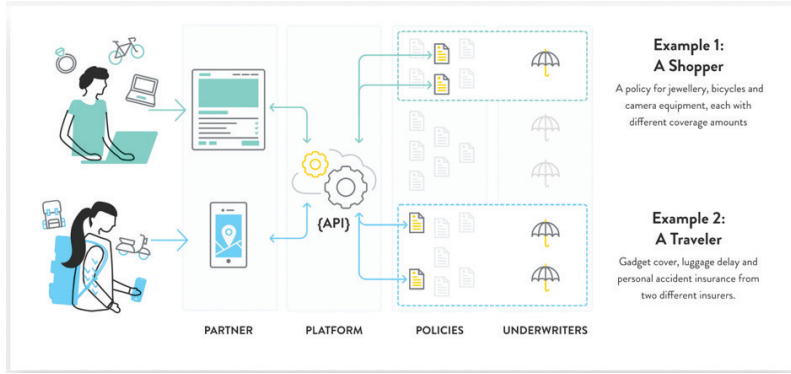 Example 1:
A Shopper
A policy for jewellery, bicycles and
camera equipment, each with
different coverage amounts
{API}
Example 2:
A Traveler
Gadget cover, luggage delay and
personal accident insurance from
two different insurers.
PARTNER
PLATFORM
POLICIES
UNDERWRITERS